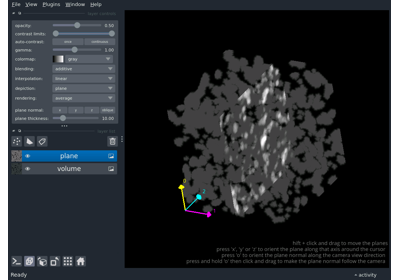 File View Plugins Window Help
opacity: 0.50
contrast limits:
auto-contrast: once continuous
gamma: 1.00
colormap: gray
blending: additive
interpolation: linear
depiction: plane
rendering: average
plane normal: x y z oblique
plane thickness: 10.00
plane
volume
hift + click and drag to move the planes
press 'x', 'y' or 'z' to orient the plane along that axis around the cursor
press 'o' to orient the plane normal along the camera view direction
press and hold 'o' then click and drag to make the plane normal follow the camera
Ready
activity